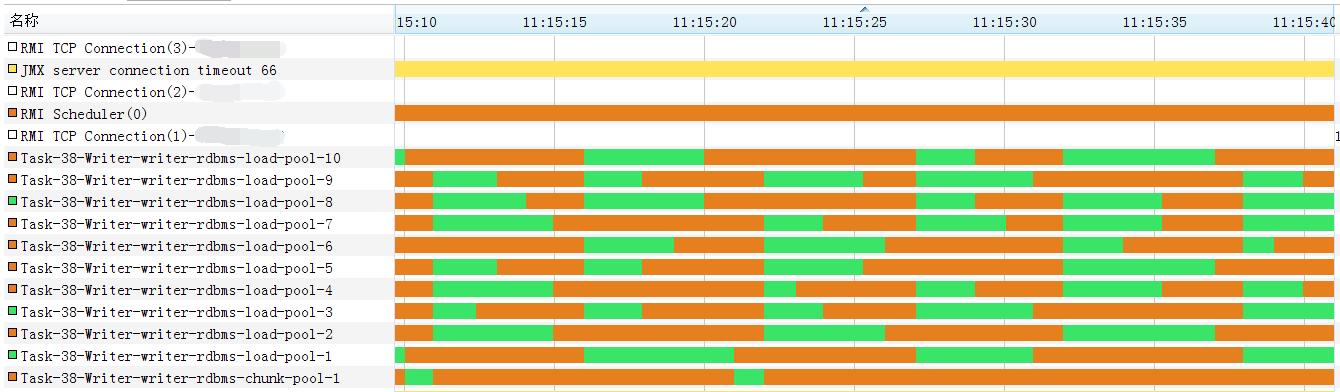 名称 15:10 11:15:15 11:15:20 11:15:25 11:15:30 11:15:35 11:15:40
RMI TCP Connection(3)-
JMX server connection timeout 66
RMI TCP Connection(2)-
RMI Scheduler(0)
RMI TCP Connection(1)-
Task-38-Writer-writer-rdbms-load-pool-10
Task-38-Writer-writer-rdbms-load-pool-9
Task-38-Writer-writer-rdbms-load-pool-8
Task-38-Writer-writer-rdbms-load-pool-7
Task-38-Writer-writer-rdbms-load-pool-6
Task-38-Writer-writer-rdbms-load-pool-5
Task-38-Writer-writer-rdbms-load-pool-4
Task-38-Writer-writer-rdbms-load-pool-3
Task-38-Writer-writer-rdbms-load-pool-2
Task-38-Writer-writer-rdbms-load-pool-1
Task-38-Writer-writer-rdbms-chunk-pool-1